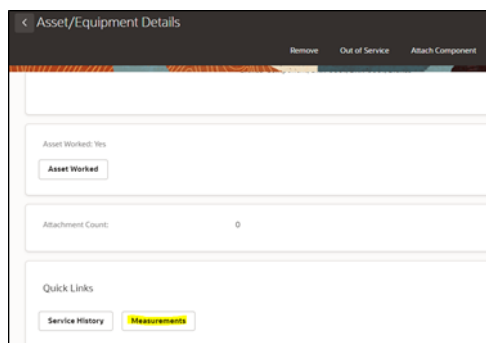 Asset/Equipment Details
Remove Out of Service Attach Component
Asset Worked: Yes
Asset Worked
Attachment Count: 0
Quick Links
Service History Measurements